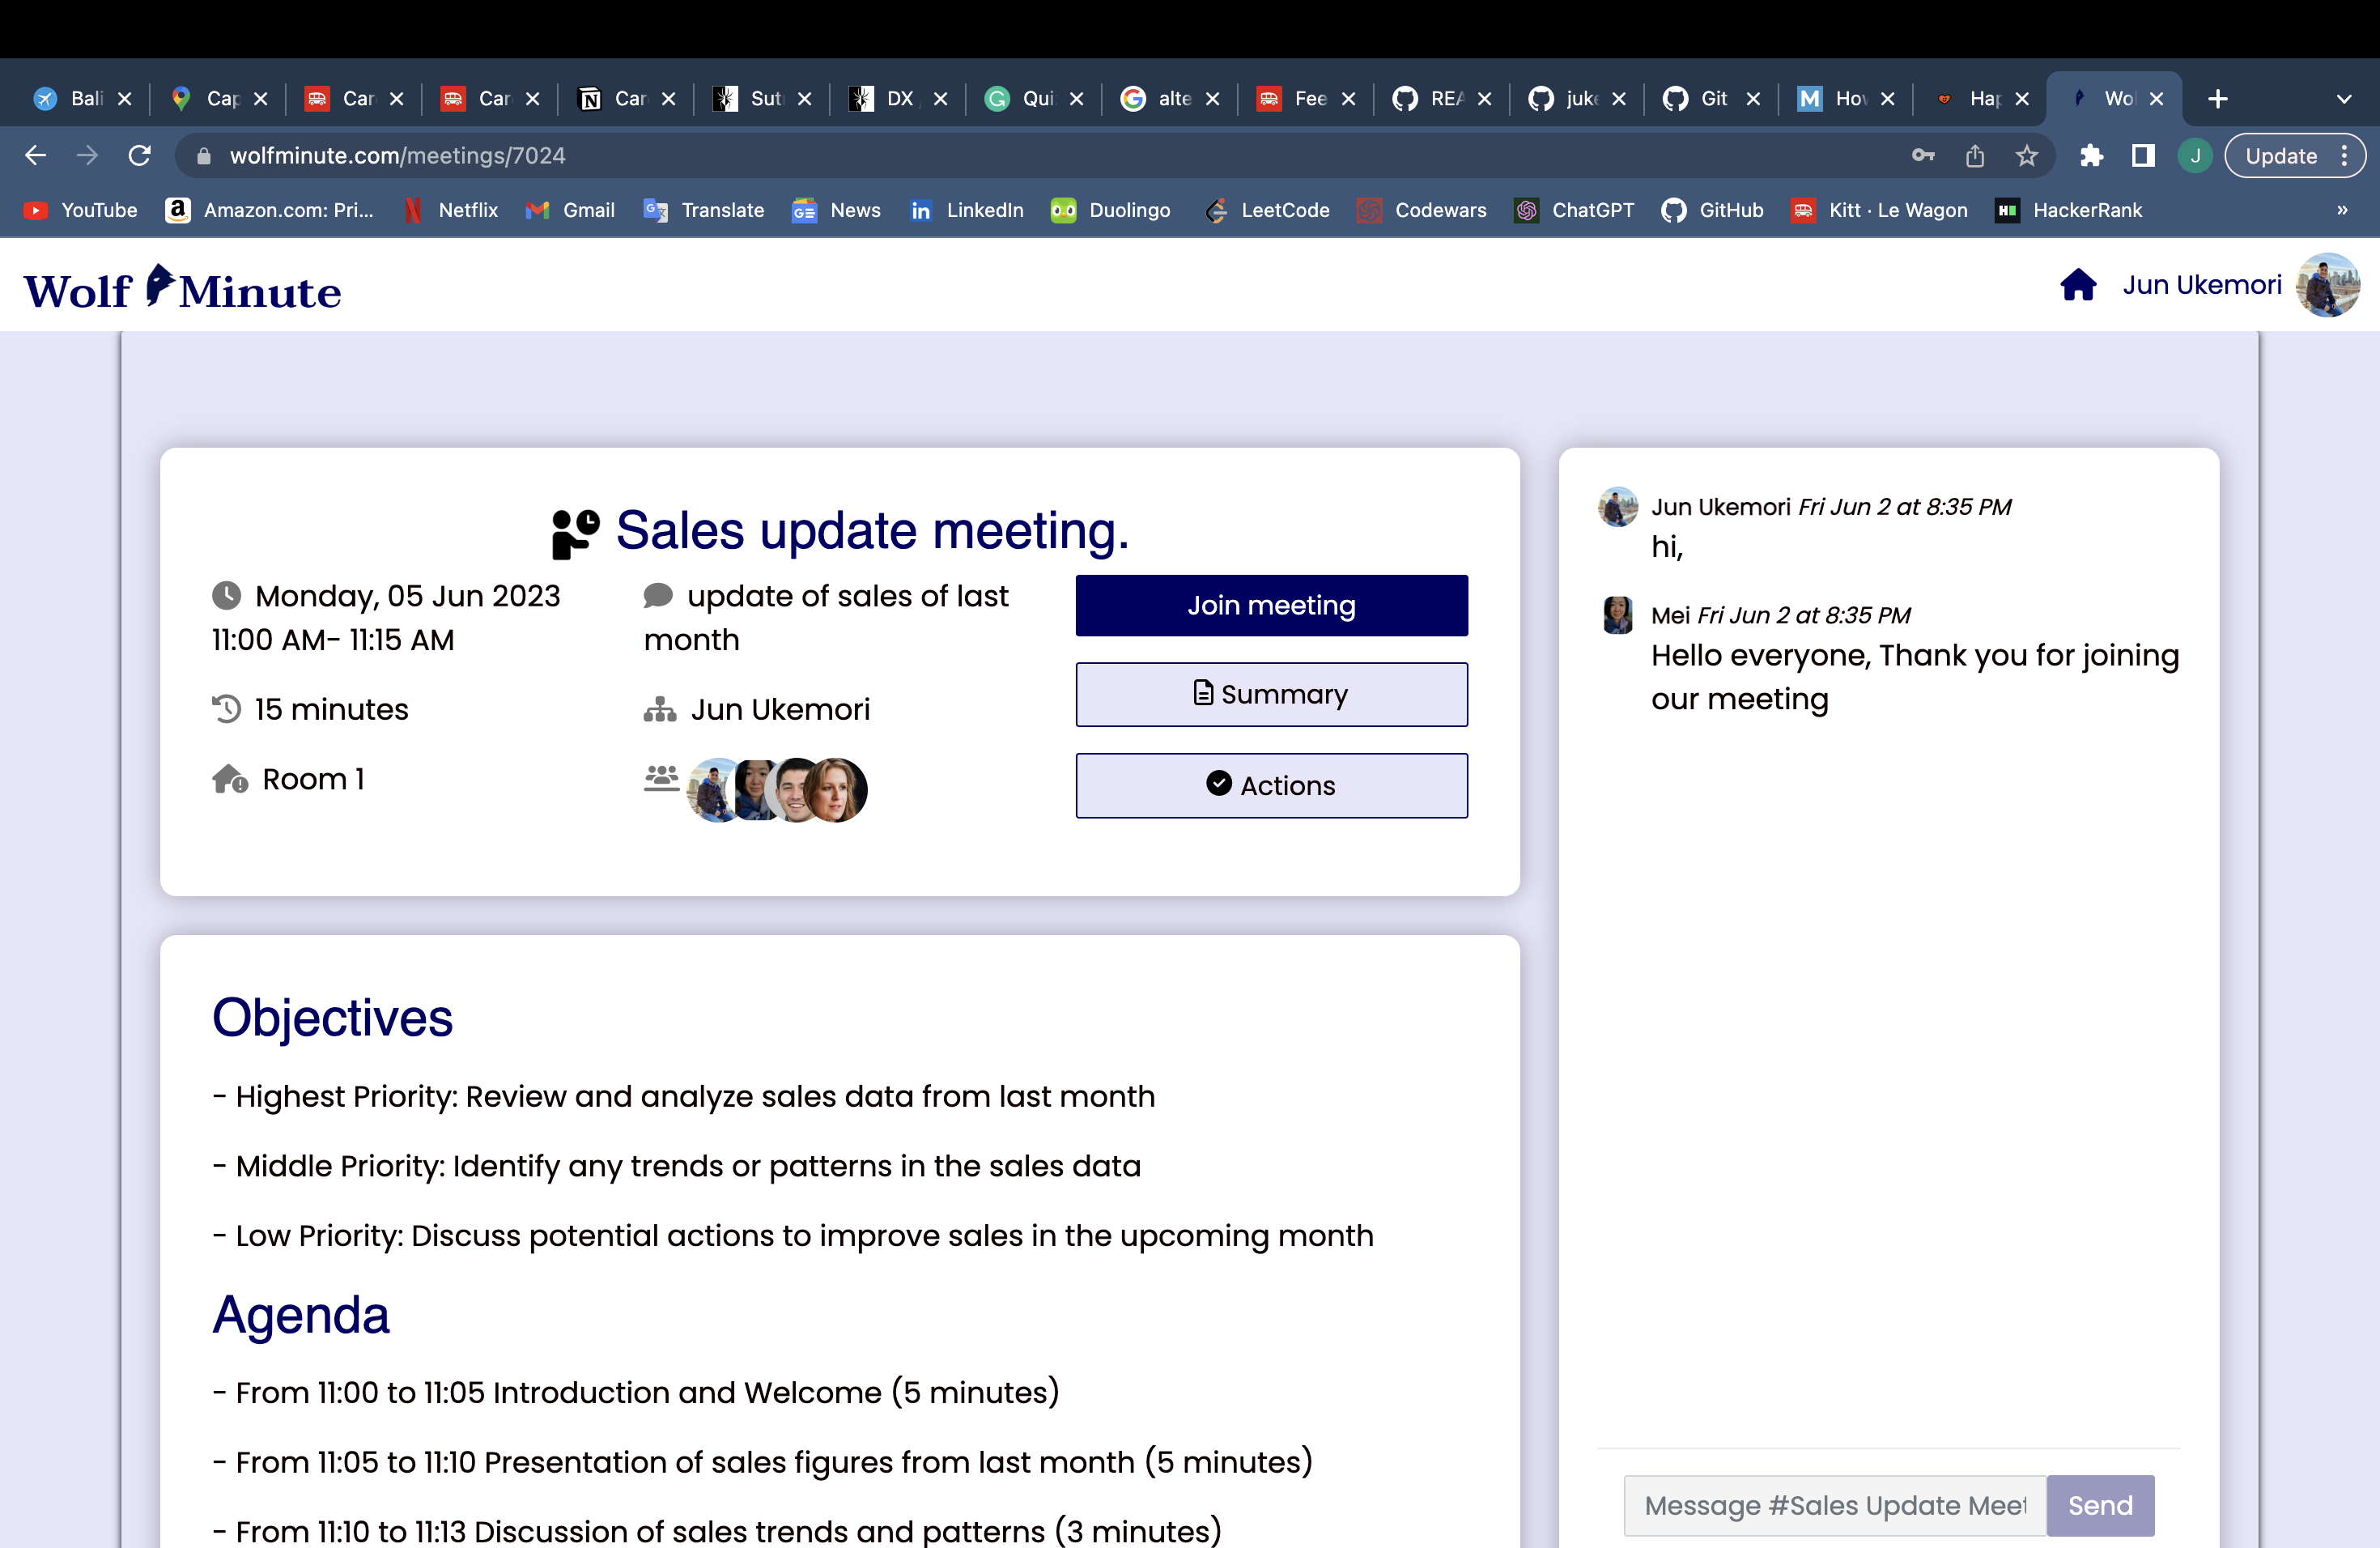 Bali
Cap
Car
Car
Car
Sut
DX
Qui
alte
Fee
REA
juke
Git
How
Hap
Wol
wolfminute.com/meetings/7024
J
Update
YouTube
Amazon.com: Pri...
Netflix
Gmail
Translate
News
LinkedIn
Duolingo
LeetCode
Codewars
ChatGPT
GitHub
Kitt · Le Wagon
HackerRank
»
Wolf Minute
Jun Ukemori
Sales update meeting.
Monday, 05 Jun 2023
11:00 AM- 11:15 AM
15 minutes
Room 1
update of sales of last
month
Jun Ukemori
Join meeting
Summary
Actions
Objectives
- Highest Priority: Review and analyze sales data from last month
- Middle Priority: Identify any trends or patterns in the sales data
- Low Priority: Discuss potential actions to improve sales in the upcoming month
Agenda
- From 11:00 to 11:05 Introduction and Welcome (5 minutes)
- From 11:05 to 11:10 Presentation of sales figures from last month (5 minutes)
- From 11:10 to 11:13 Discussion of sales trends and patterns (3 minutes)
Jun Ukemori Fri Jun 2 at 8:35 PM
hi,
Mei Fri Jun 2 at 8:35 PM
Hello everyone, Thank you for joining
our meeting
Message #Sales Update Meet
Send